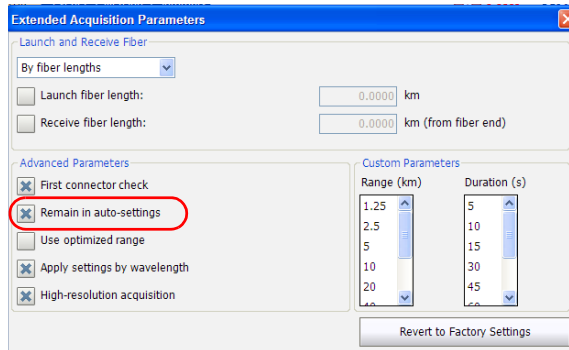 Extended Acquisition Parameters
Launch and Receive Fiber
By fiber lengths
Launch fiber length: 0.0000 km
Receive fiber length: 0.0000 km (from fiber end)
Advanced Parameters
First connector check
Remain in auto-settings
Use optimized range
Apply settings by wavelength
High-resolution acquisition
Custom Parameters
Range (km) Duration (s)
1.25 5
2.5 10
5 15
10 30
20 45
Revert to Factory Settings